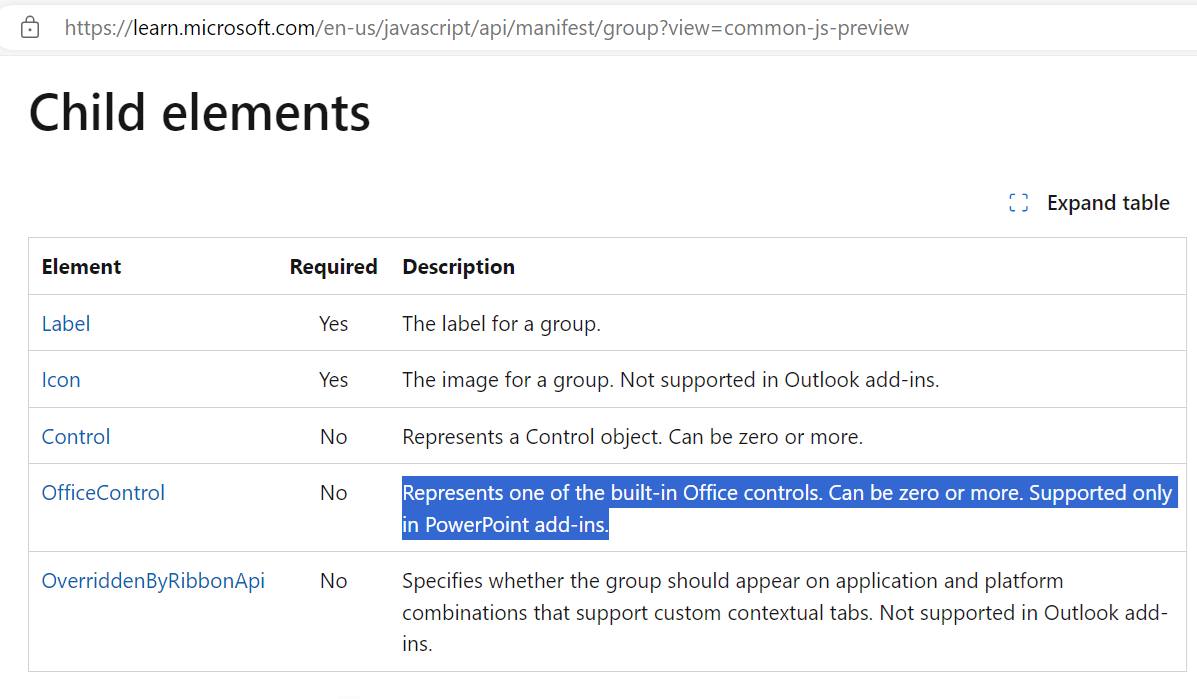 https://learn.microsoft.com/en-us/javascript/api/manifest/group?view=common-js-preview
Child elements
Expand table
Element Required Description
Label Yes The label for a group.
Icon Yes The image for a group. Not supported in Outlook add-ins.
Control No Represents a Control object. Can be zero or more.
OfficeControl No Represents one of the built-in Office controls. Can be zero or more. Supported only
in PowerPoint add-ins.
OverriddenByRibbonApi No Specifies whether the group should appear on application and platform
combinations that support custom contextual tabs. Not supported in Outlook add-
ins.